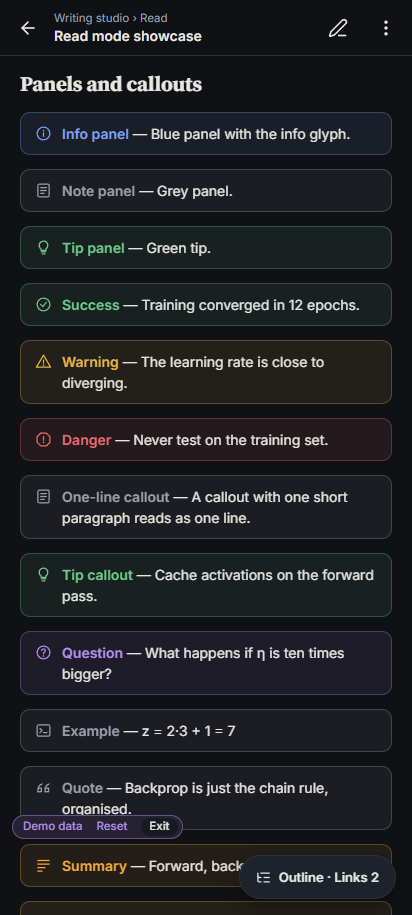 Writing studio › Read
Read mode showcase
Panels and callouts
Info panel — Blue panel with the info glyph.
Note panel — Grey panel.
Tip panel — Green tip.
Success — Training converged in 12 epochs.
Warning — The learning rate is close to
diverging.
Danger — Never test on the training set.
One-line callout — A callout with one short
paragraph reads as one line.
Tip callout — Cache activations on the forward
pass.
Question — What happens if η is ten times
bigger?
Example — z = 2·3 + 1 = 7
Quote — Backprop is just the chain rule,
organised.
Demo data Reset Exit
Summary — Forward, back
Outline · Links 2